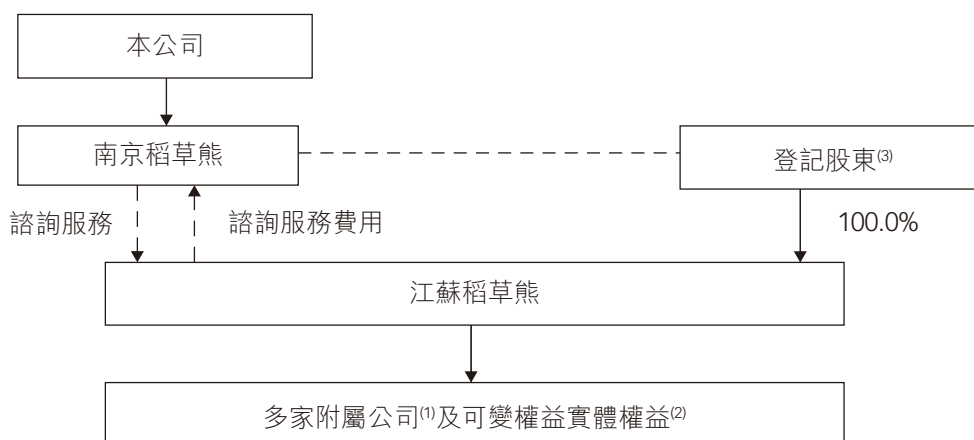 本公司
南京稻草熊
登記股東(3)
諮詢服務
諮詢服務費用
100.0%
江蘇稻草熊
多家附屬公司(1)及可變權益實體權益(2)